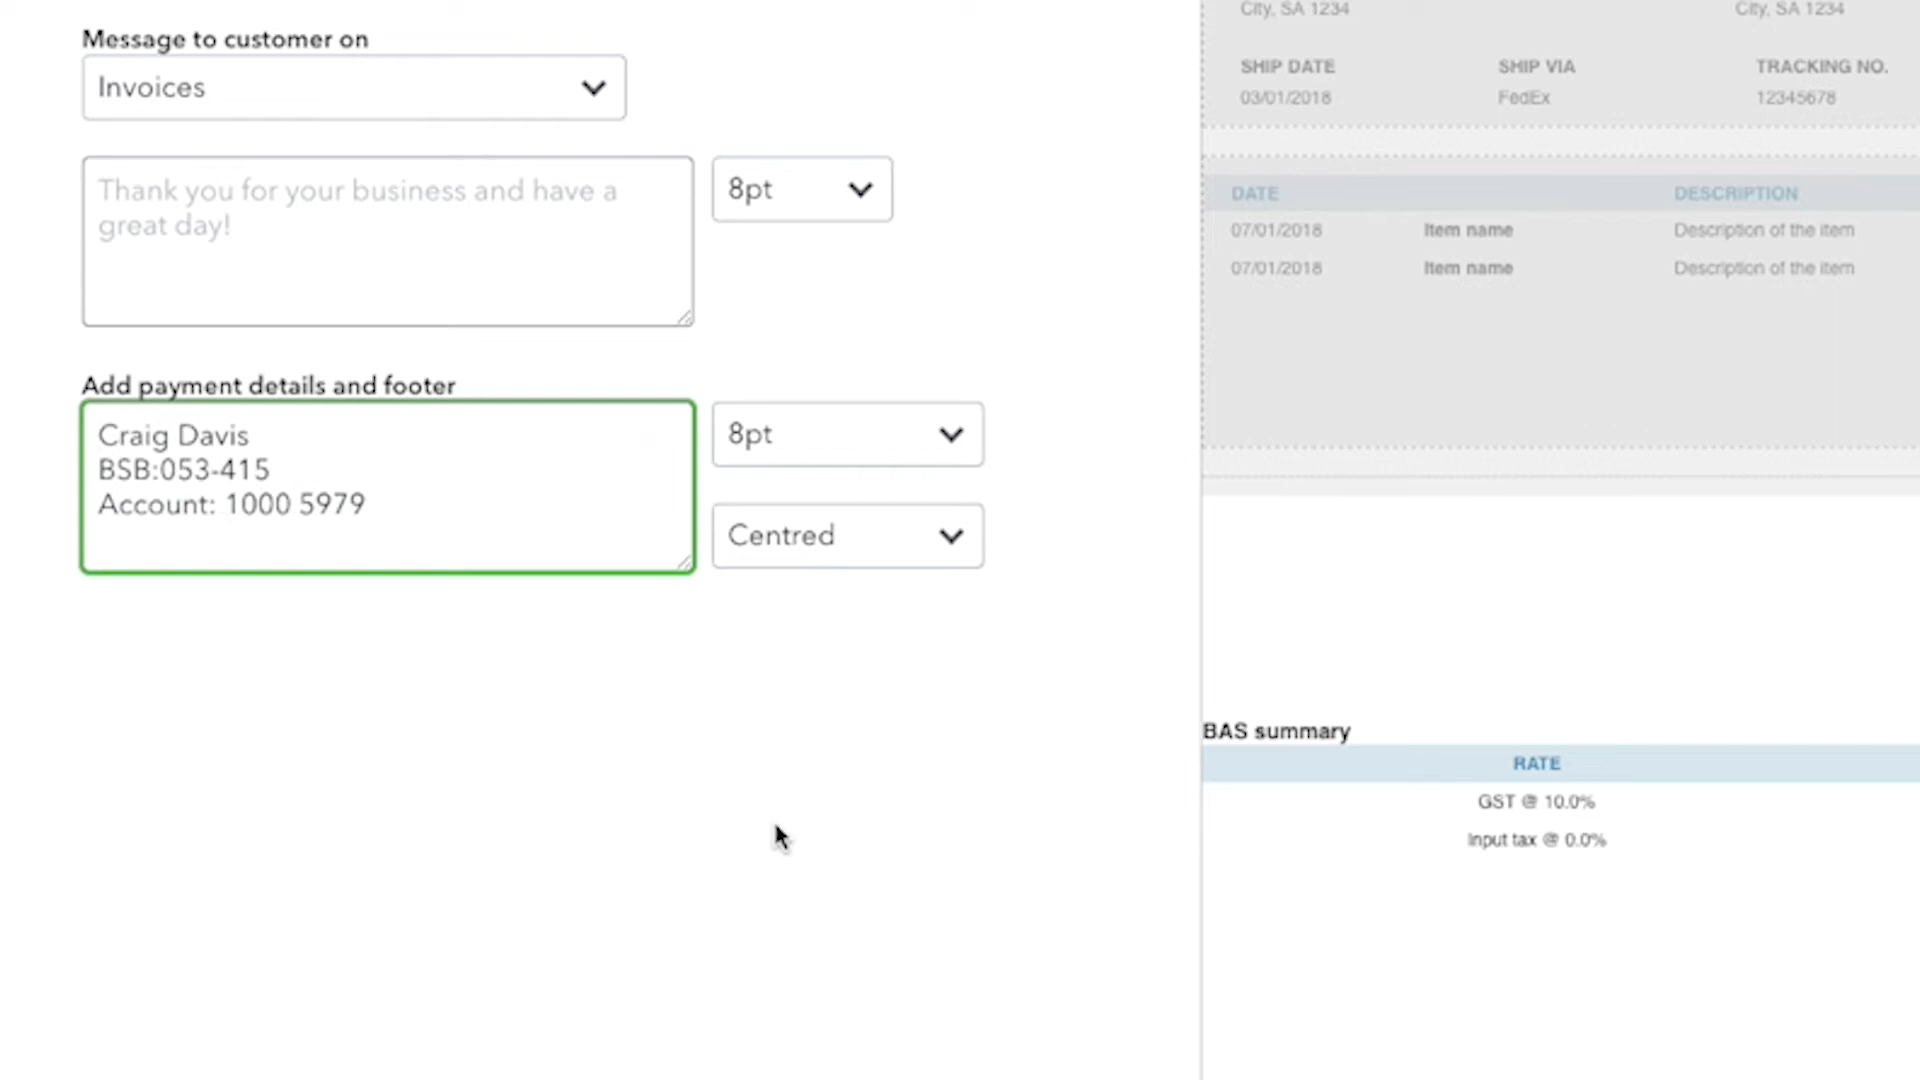 Message to customer on
Invoices
Thank you for your business and have a
great day!
8pt
Add payment details and footer
Craig Davis
BSB:053-415
Account: 1000 5979
8pt
Centred
City, SA 1234
City, SA 1234
SHIP DATE
SHIP VIA
TRACKING NO.
03/01/2018
FedEx
12345678
DATE
DESCRIPTION
07/01/2018
Item name
Description of the item
07/01/2018
Item name
Description of the item
BAS summary
RATE
GST @ 10.0%
Input tax @ 0.0%